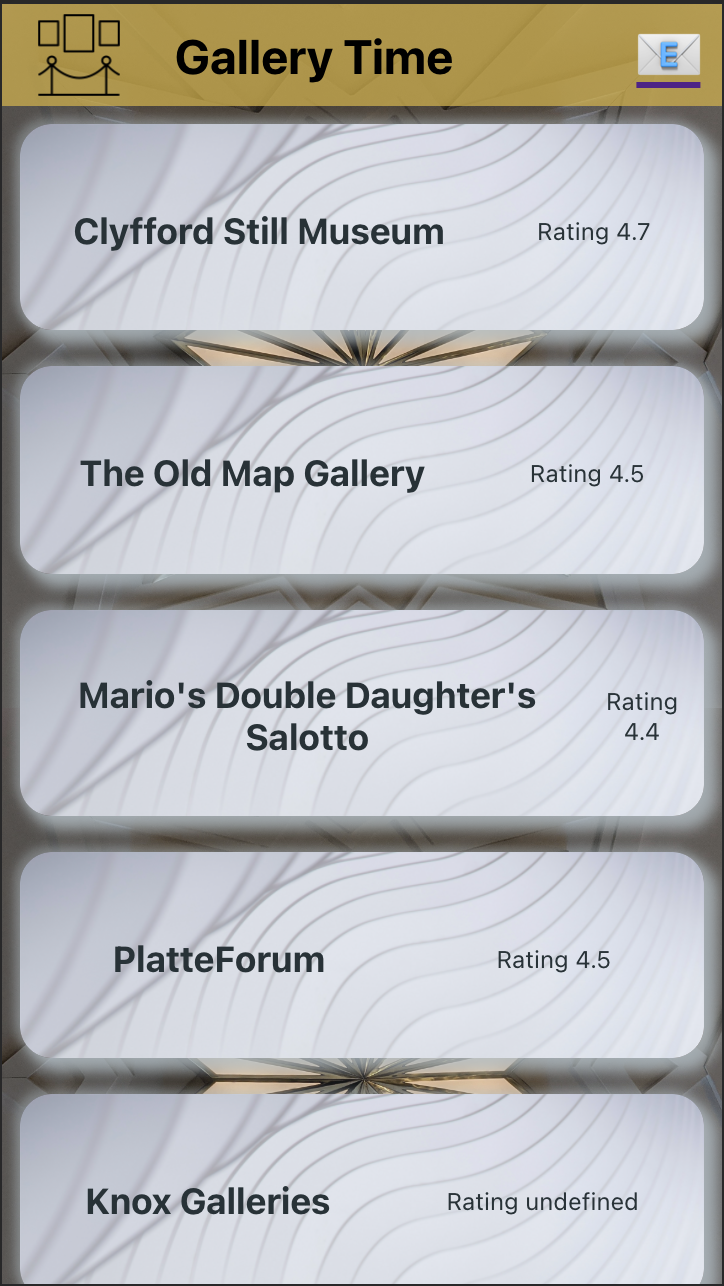 Gallery Time
E
Clyfford Still Museum
Rating 4.7
The Old Map Gallery
Rating 4.5
Mario's Double Daughter's
Salotto
Rating
4.4
PlatteForum
Rating 4.5
Knox Galleries
Rating undefined